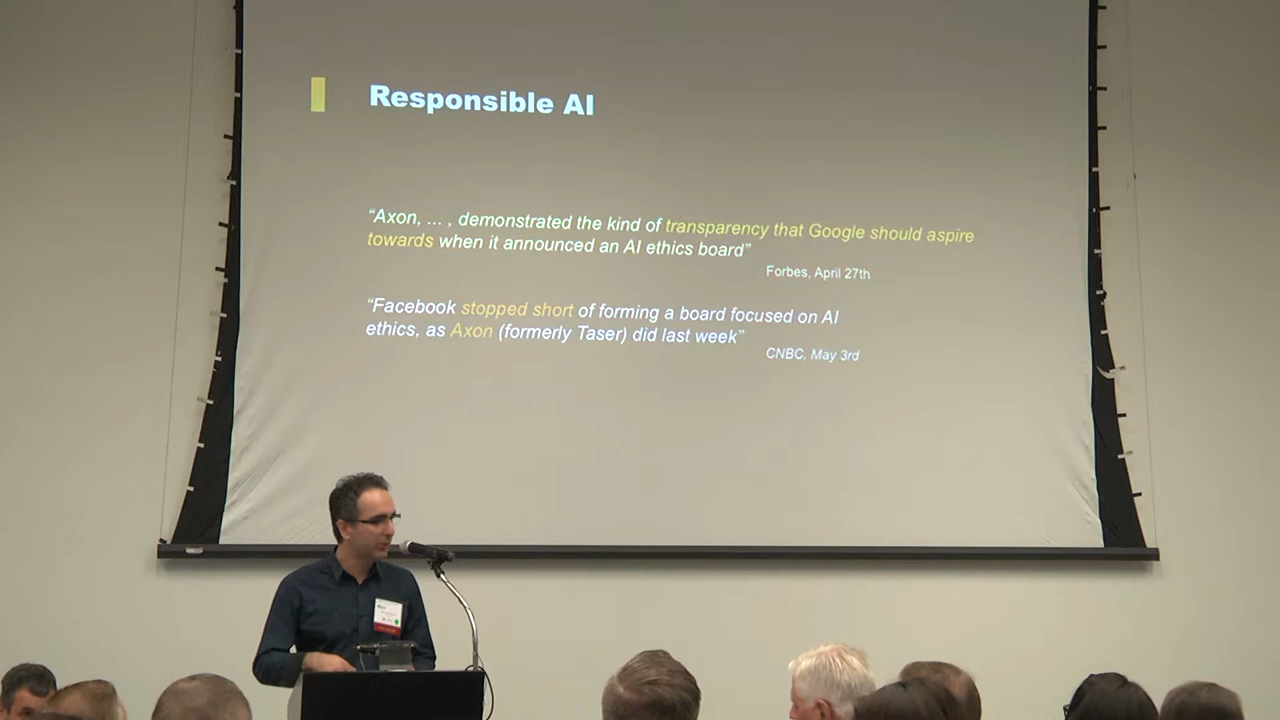 Responsible AI
“Axon, ... , demonstrated the kind of transparency that Google should aspire
towards when it announced an AI ethics board”
Forbes, April 27th
“Facebook stopped short of forming a board focused on AI
ethics, as Axon (formerly Taser) did last week”
CNBC, May 3rd